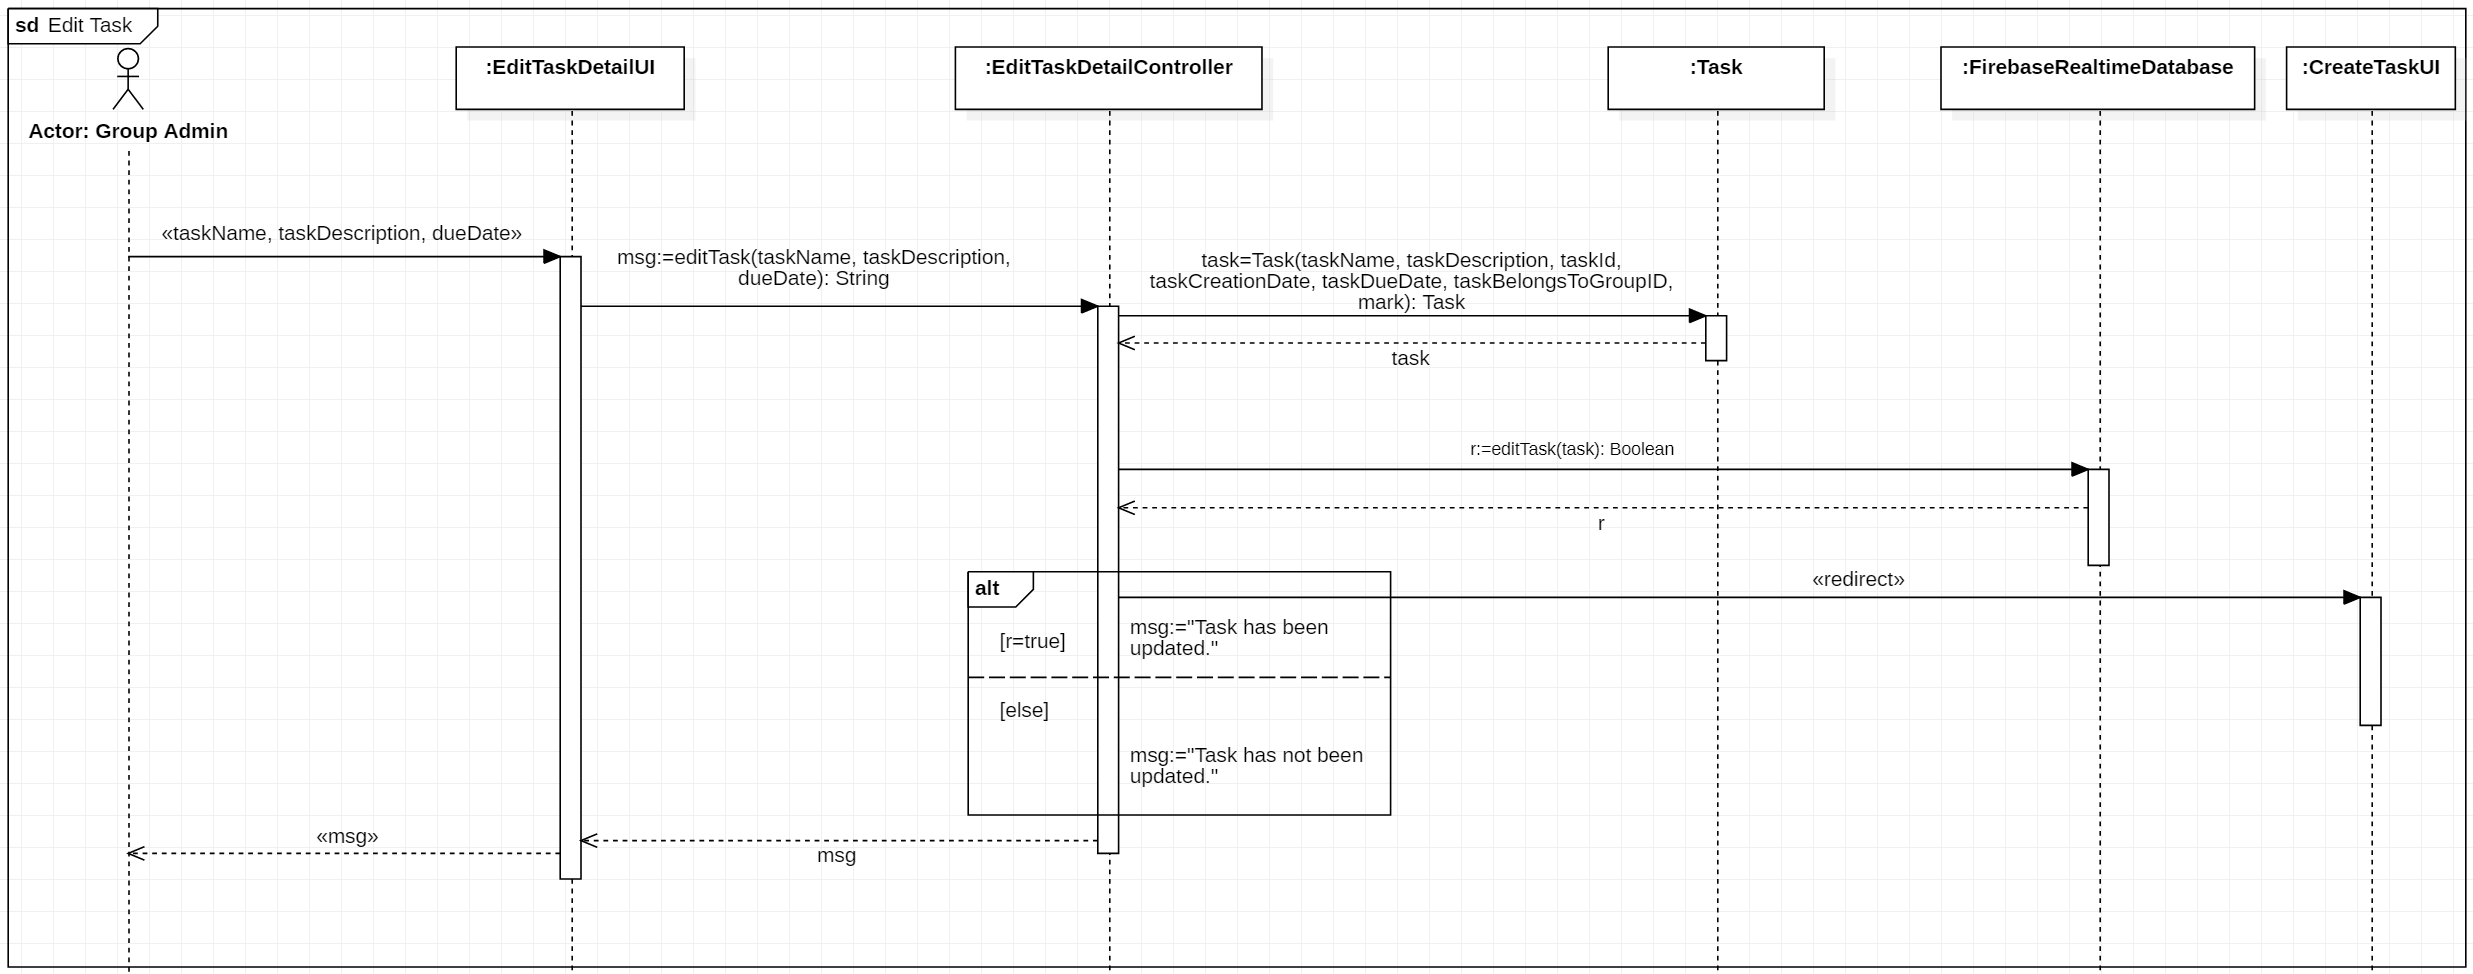 sd Edit Task
:EditTaskDetailUI
:EditTaskDetailController
:Task
:FirebaseRealtimeDatabase
:CreateTaskUI
Actor: Group Admin
«taskName, taskDescription, dueDate»
msg:=editTask(taskName, taskDescription,
dueDate): String
task=Task(taskName, taskDescription, taskId,
taskCreationDate, taskDueDate, taskBelongsToGroupID,
mark): Task
task
r:=editTask(task): Boolean
r
alt
«redirect»
[r=true]
msg:="Task has been
updated."
[else]
msg:="Task has not been
updated."
«msg»
msg